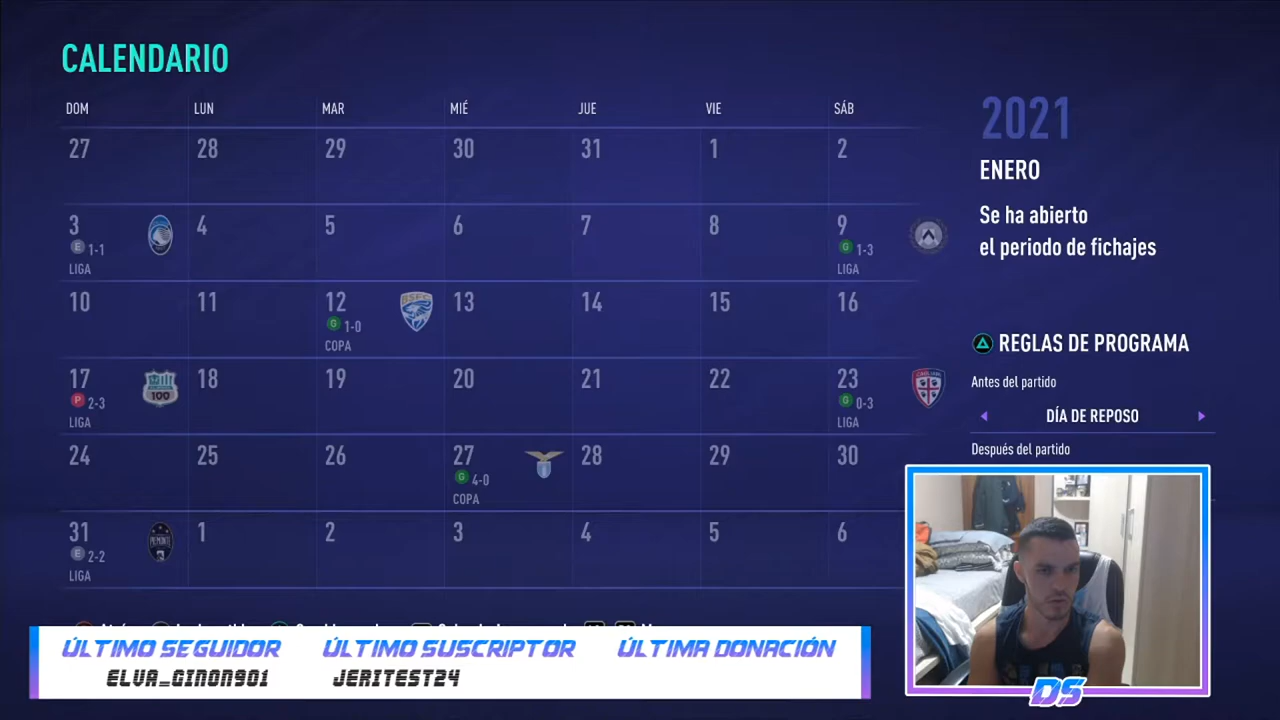 CALENDARIO
DOM LUN MAR MIÉ JUE VIE SÁB
27 28 29 30 31 1 2
3 4 5 6 7 8 9
E 1-1 G 1-3
LIGA LIGA
10 11 12 13 14 15 16
G 1-0
COPA
17 18 19 20 21 22 23
100
P 2-3 G 0-3
LIGA LIGA
24 25 26 27 28 29 30
G 4-0
COPA
31 1 2 3 4 5 6
E 2-2
LIGA
2021
ENERO
Se ha abierto
el periodo de fichajes
REGLAS DE PROGRAMA
Antes del partido
DÍA DE REPOSO
Después del partido
ÚLTIMO SEGUIDOR ÚLTIMO SUSCRIPTOR ÚLTIMA DONACIÓN
ELVA_GINON901 JERITEST24
DS